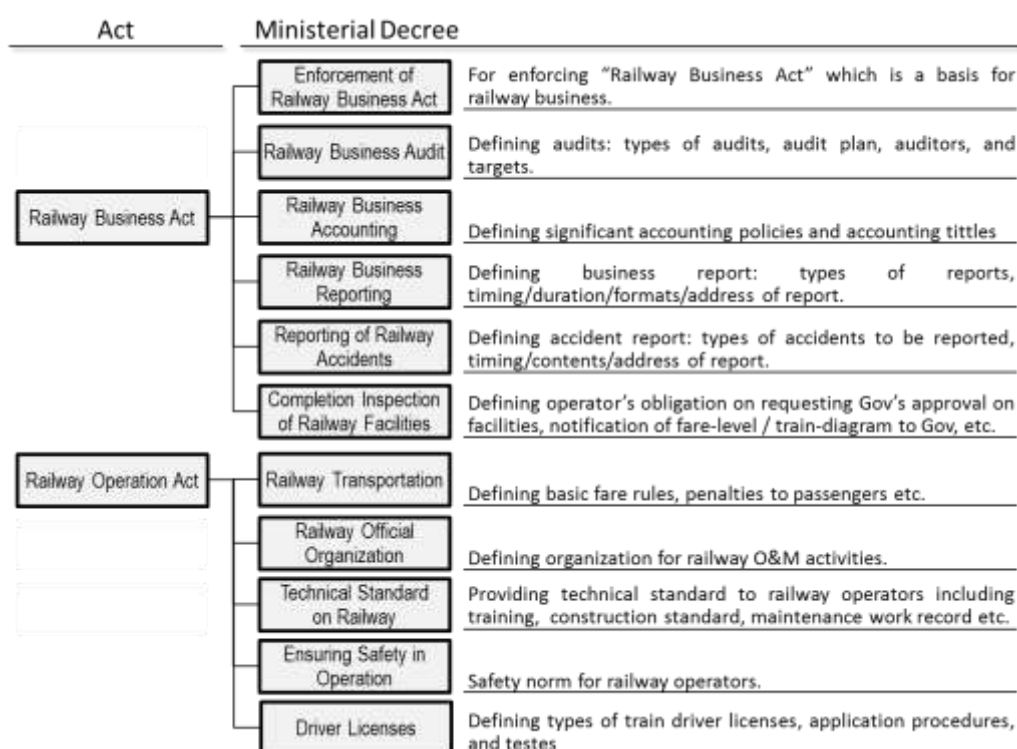 Act
Ministerial Decree
Enforcement of
Railway Business Act
For enforcing "Railway Business Act" which is a basis for
railway business.
Railway Business Audit
Defining audits: types of audits, audit plan, auditors, and
targets.
Railway Business Act
Railway Business
Accounting
Defining significant accounting policies and accounting tittles
Railway Business
Reporting
Defining business report: types of reports,
timing/duration/formats/address of report.
Reporting of Railway
Accidents
Defining accident report: types of accidents to be reported,
timing/contents/address of report.
Completion Inspection
of Railway Facilities
Defining operator's obligation on requesting Gov's approval on
facilities, notification of fare-level / train-diagram to Gov, etc.
Railway Operation Act
Railway Transportation
Defining basic fare rules, penalties to passengers etc.
Railway Official
Organization
Defining organization for railway O&M activities.
Technical Standard
on Railway
Providing technical standard to railway operators including
training, construction standard, maintenance work record etc.
Ensuring Safety in
Operation
Safety norm for railway operators.
Driver Licenses
Defining types of train driver licenses, application procedures,
and testes